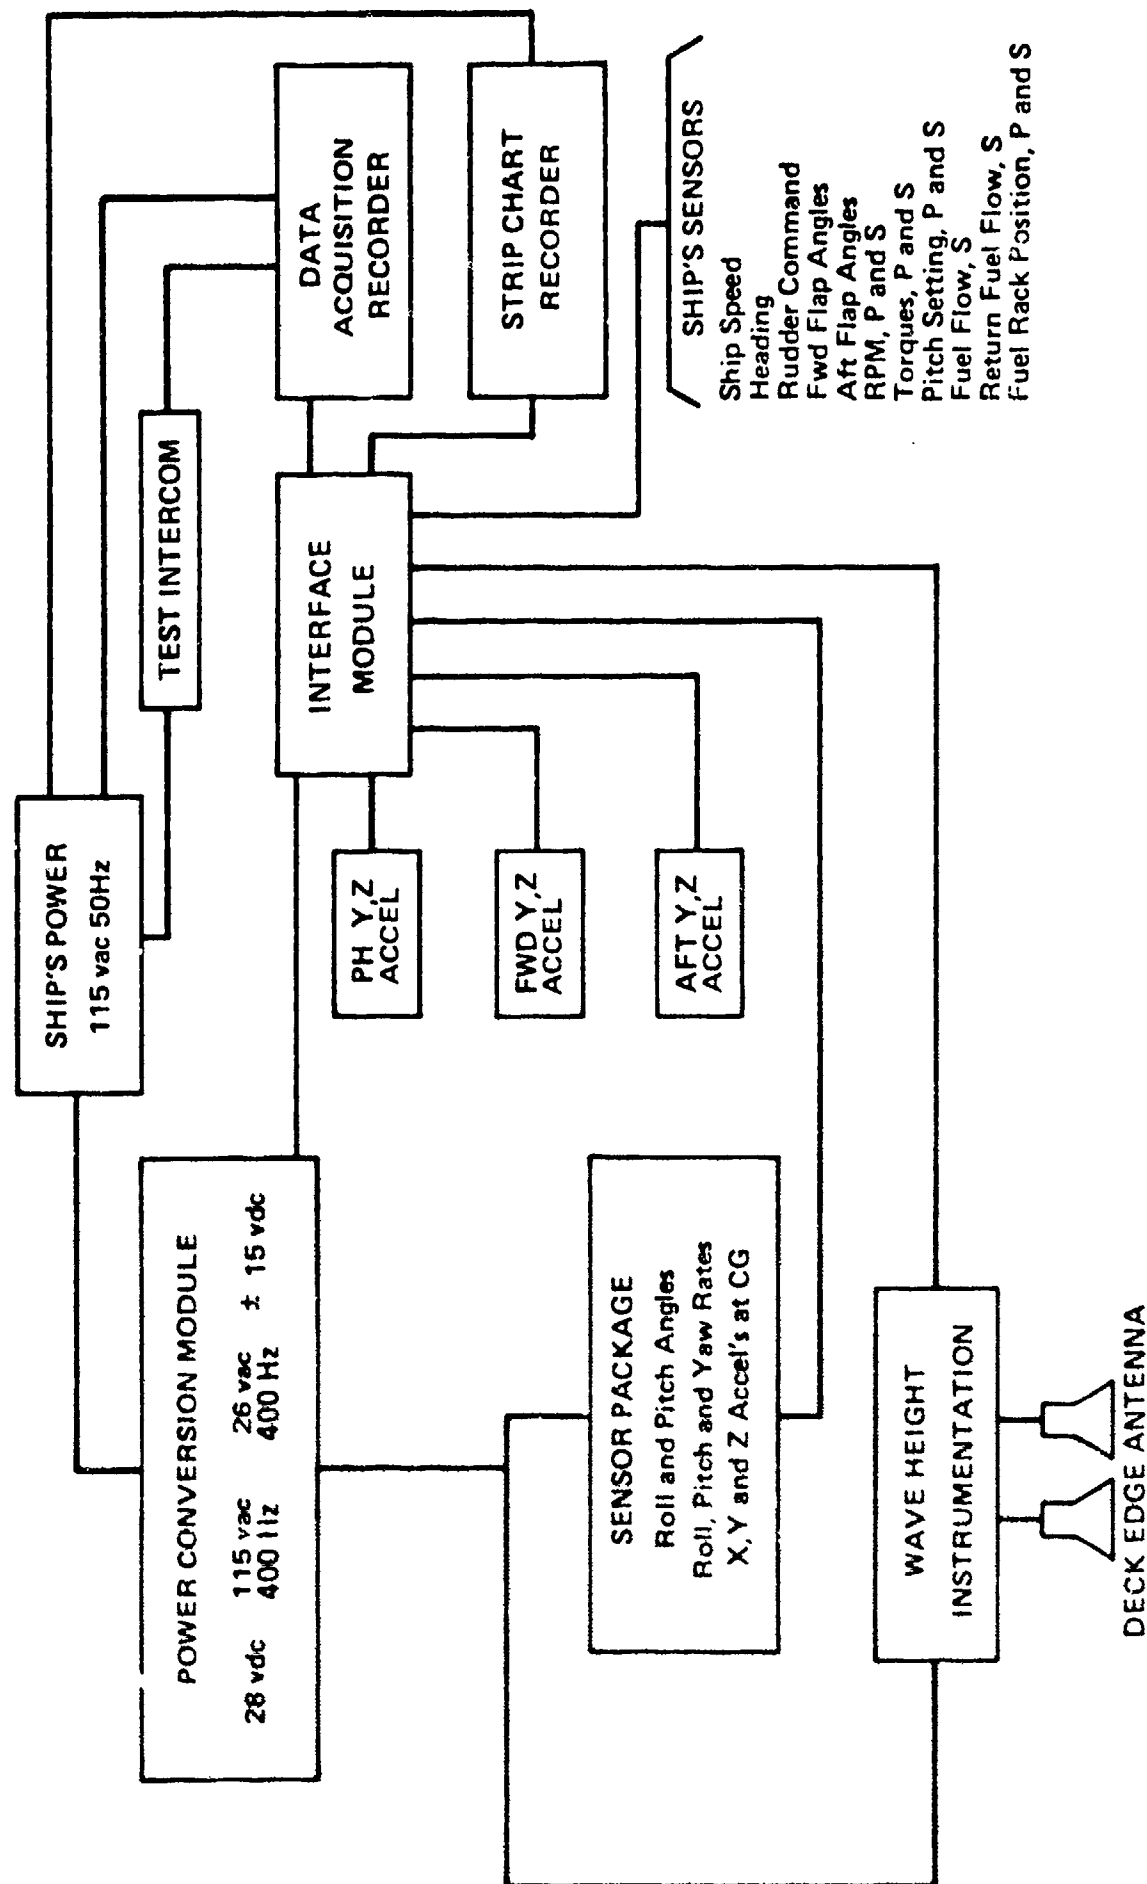 SHIP'S POWER
115 vac 50Hz
POWER CONVERSION MODULE
28 vdc 115 vac 26 vac ± 15 vdc
400 Hz 400 Hz
TEST INTERCOM
DATA
ACQUISITION
RECORDER
INTERFACE
MODULE
STRIP CHART
RECORDER
PH Y,Z
ACCEL
FWD Y,Z
ACCEL
AFT Y,Z
ACCEL
SENSOR PACKAGE
Roll and Pitch Angles
Roll, Pitch and Yaw Rates
X,Y and Z Accel's at CG
SHIP'S SENSORS
Ship Speed
Heading
Rudder Command
Fwd Flap Angles
Aft Flap Angles
RPM, P and S
Torques, P and S
Pitch Setting, P and S
Fuel Flow, S
Return Fuel Flow, S
Fuel Rack Position, P and S
WAVE HEIGHT
INSTRUMENTATION
DECK EDGE ANTENNA